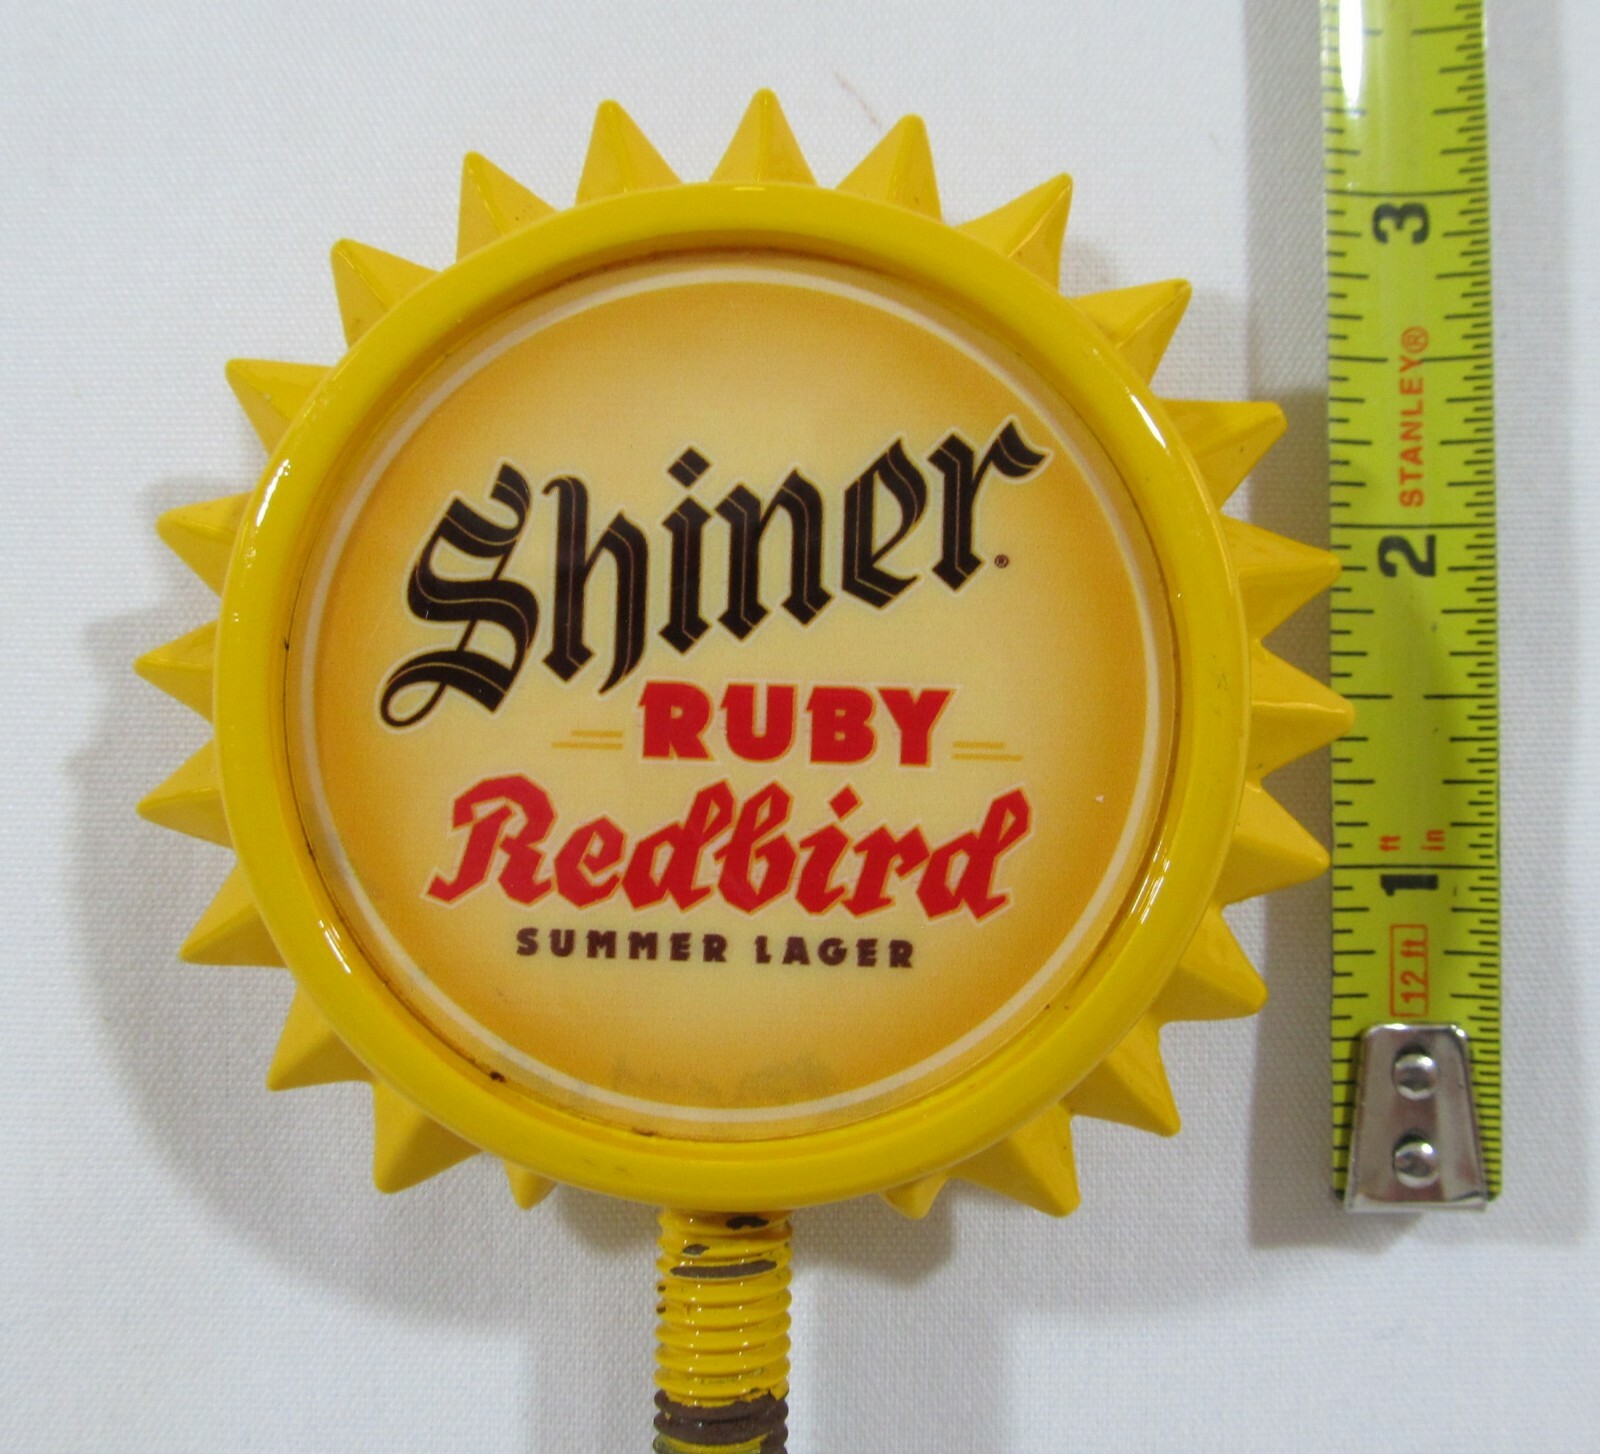 Shiner®
RUBY
Redbird
SUMMER LAGER
3
STANLEY®
2
ft
in
1
12 ft